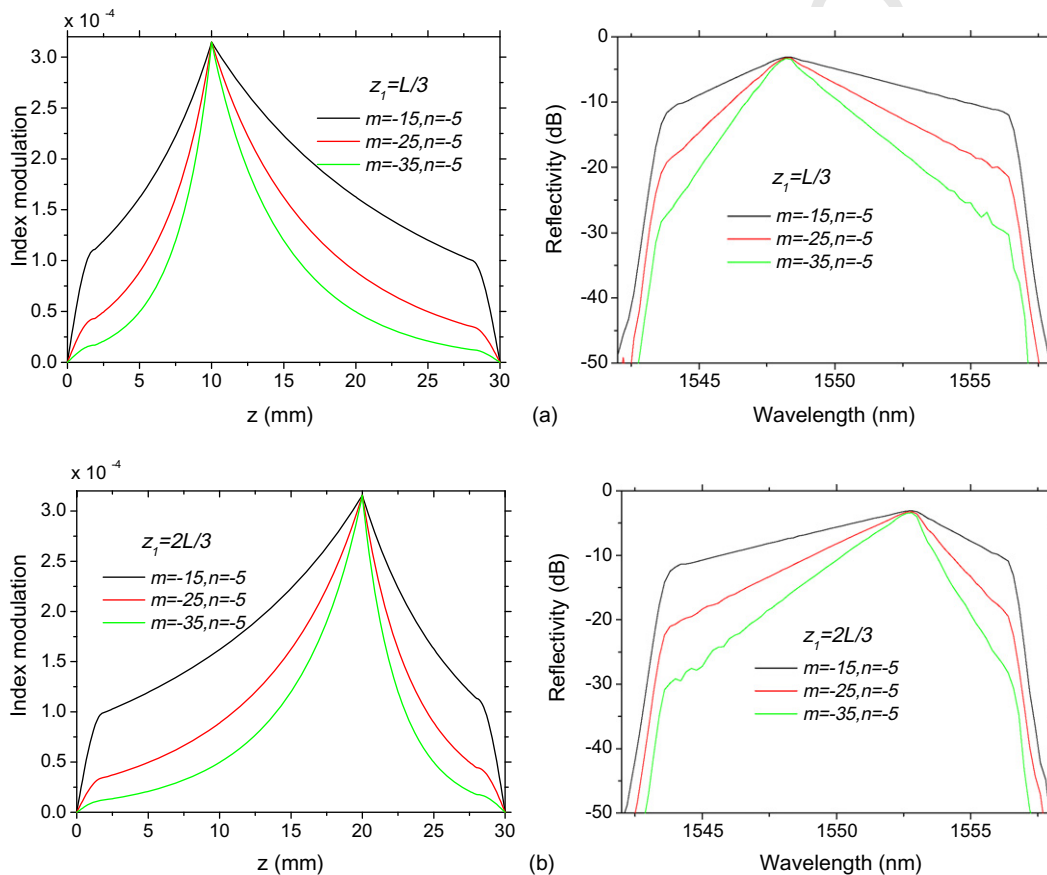 x 10 -4
3.0
2.5
2.0
1.5
1.0
0.5
0.0
Index modulation
z1=L/3
m=-15,n=-5
m=-25,n=-5
m=-35,n=-5
0 5 10 15 20 25 30
z (mm)
0
-10
-20
-30
-40
-50
Reflectivity (dB)
z1=L/3
m=-15,n=-5
m=-25,n=-5
m=-35,n=-5
1545 1550 1555
Wavelength (nm)
(a)
x 10 -4
3.0
2.5
2.0
1.5
1.0
0.5
0.0
Index modulation
z1=2L/3
m=-15,n=-5
m=-25,n=-5
m=-35,n=-5
0 5 10 15 20 25 30
z (mm)
0
-10
-20
-30
-40
-50
Reflectivity (dB)
z1=2L/3
m=-15,n=-5
m=-25,n=-5
m=-35,n=-5
1545 1550 1555
Wavelength (nm)
(b)